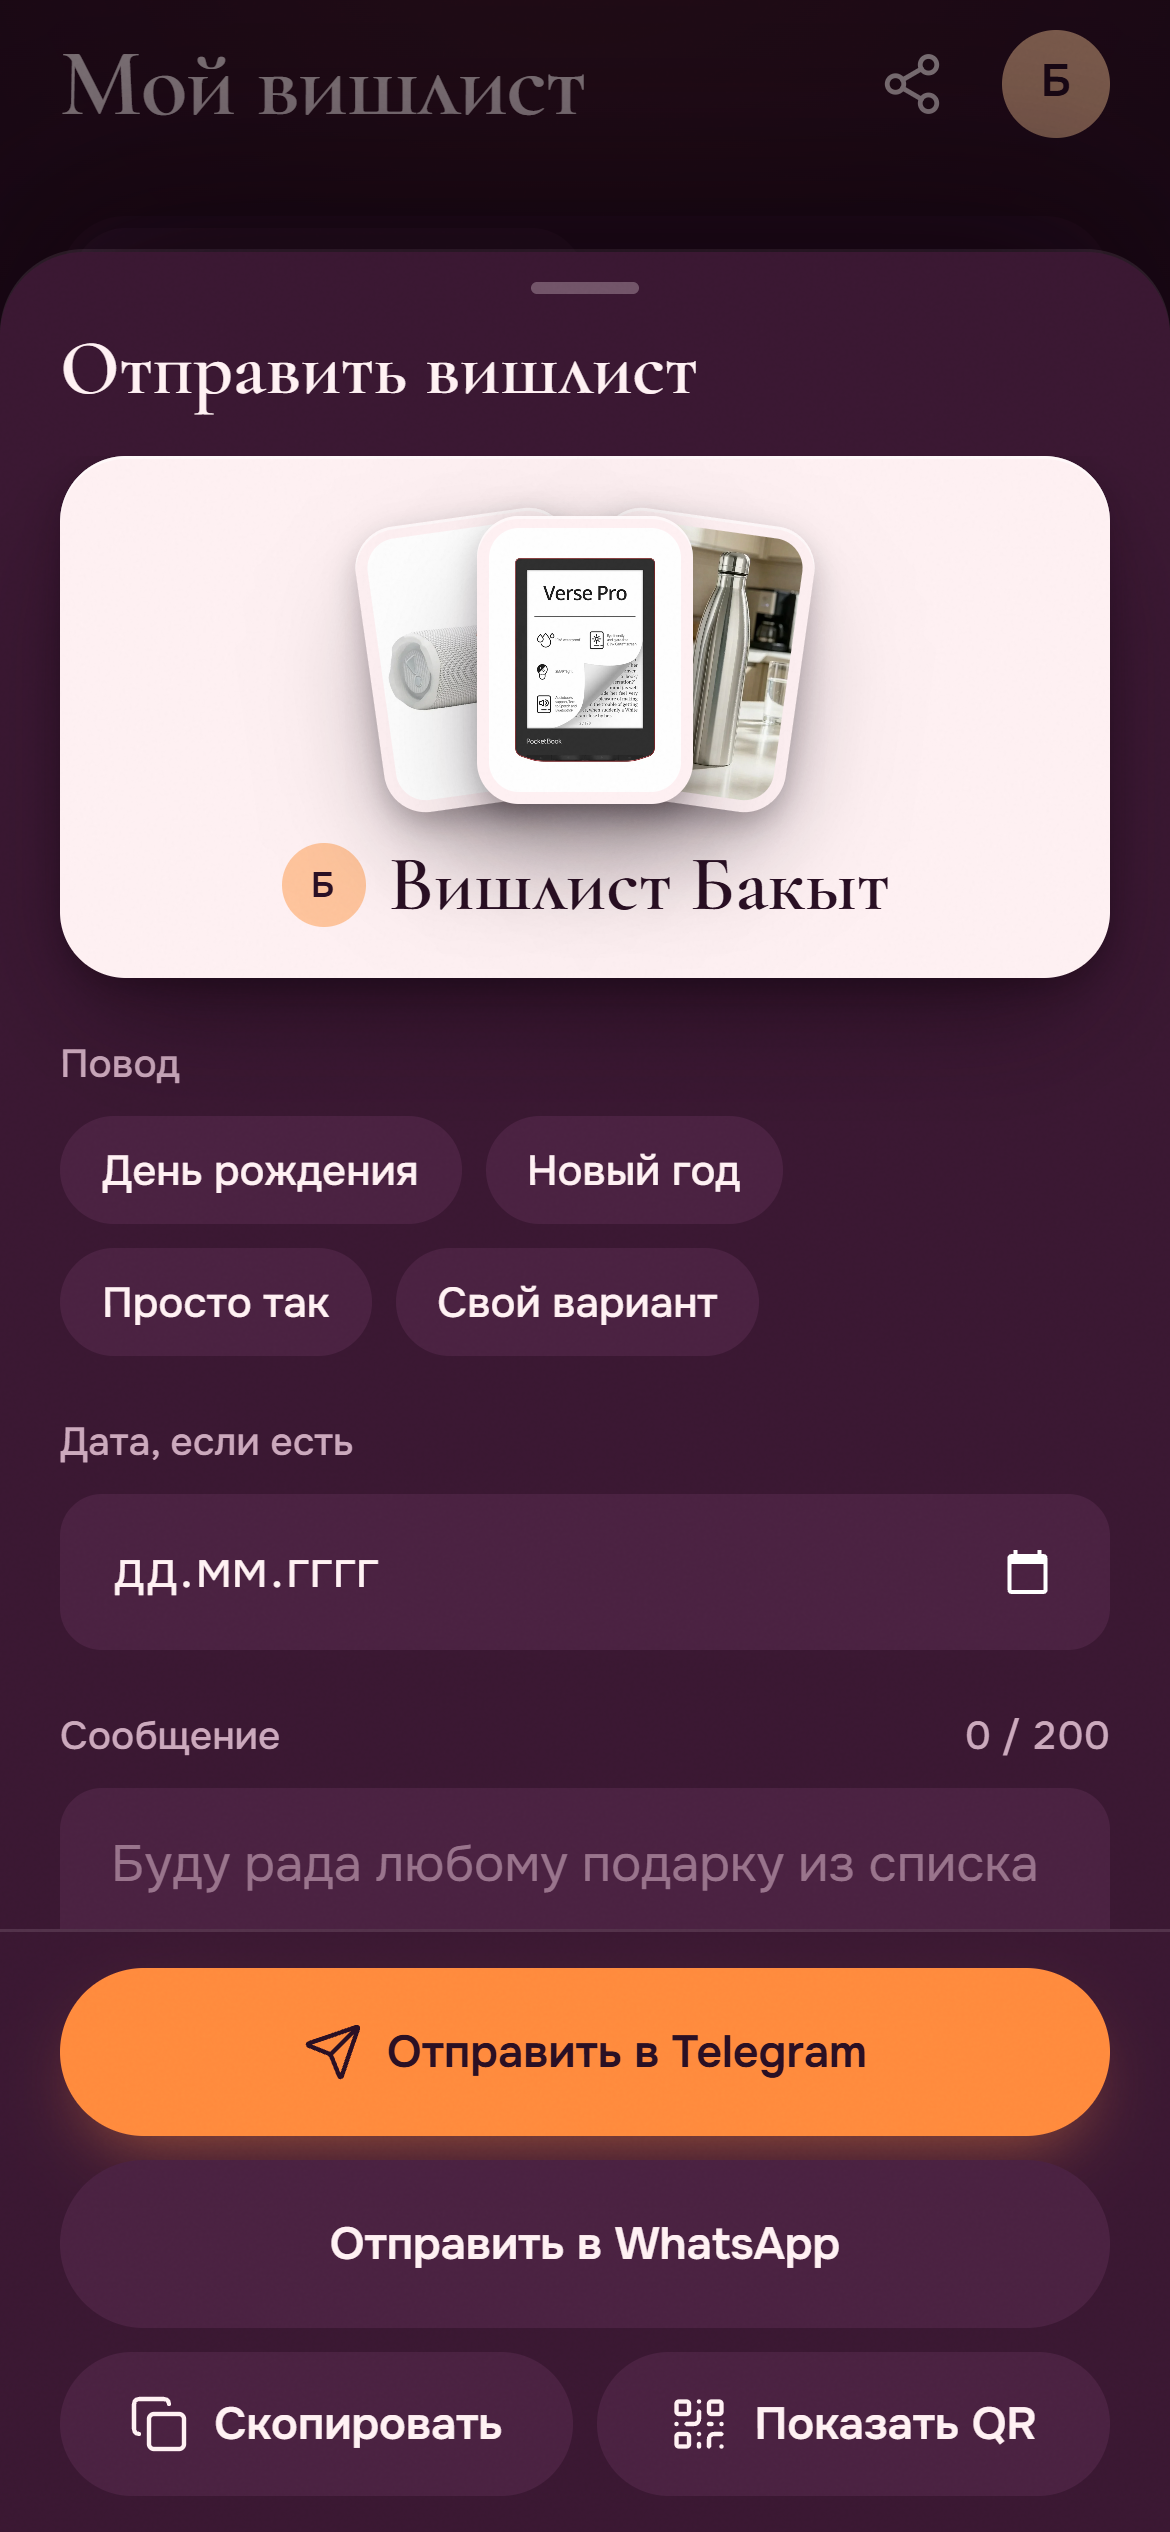 Мой вишлист
Б
Отправить вишлист
Verse Pro
PocketBook
Б Вишлист Бакыт
Повод
День рождения
Новый год
Просто так
Свой вариант
Дата, если есть
дд.мм.гггг
Сообщение
0 / 200
Буду рада любому подарку из списка
Отправить в Telegram
Отправить в WhatsApp
Скопировать
Показать QR